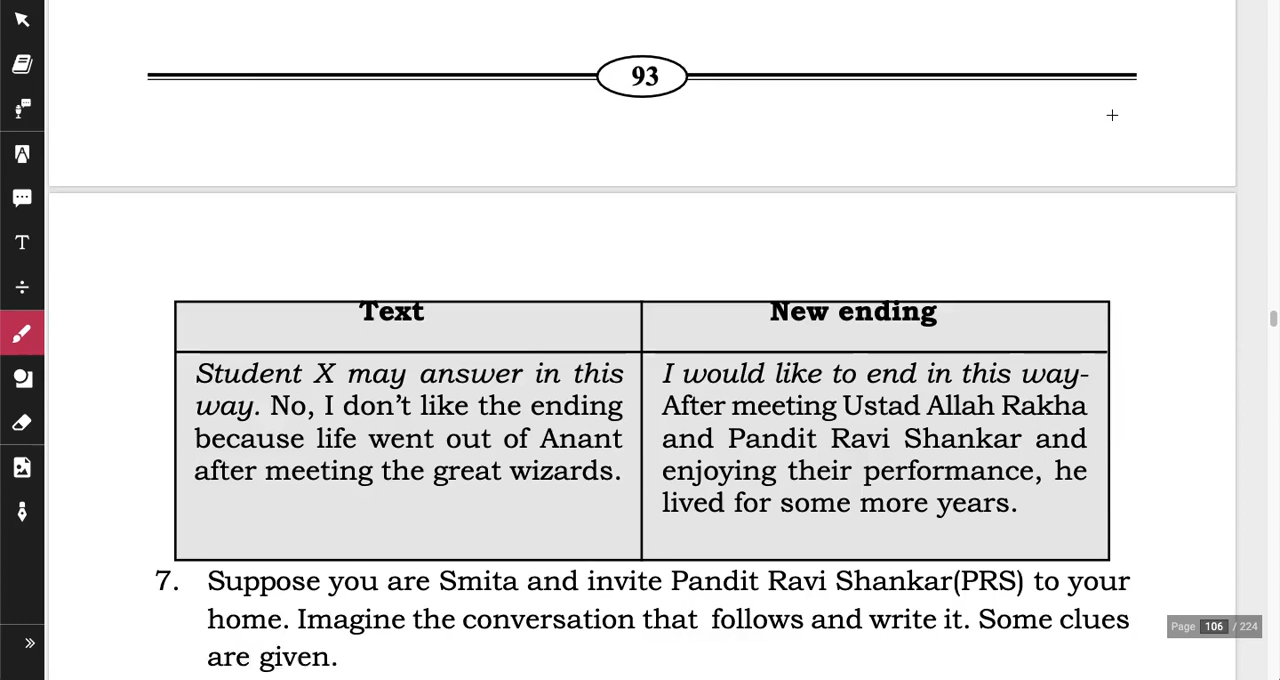 93
Text
New ending
Student X may answer in this
way. No, I don't like the ending
because life went out of Anant
after meeting the great wizards.
I would like to end in this way-
After meeting Ustad Allah Rakha
and Pandit Ravi Shankar and
enjoying their performance, he
lived for some more years.
7. Suppose you are Smita and invite Pandit Ravi Shankar(PRS) to your
home. Imagine the conversation that follows and write it. Some clues
are given.
Page 106 / 224